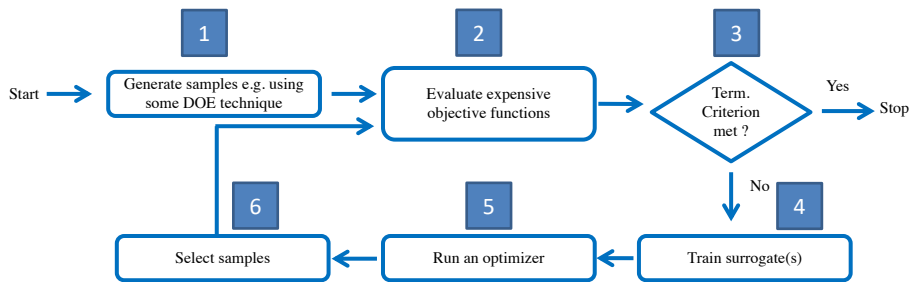 1
2
3
Start
Generate samples e.g. using
some DOE technique
Evaluate expensive
objective functions
Term.
Criterion
met ?
Yes
Stop
No
6
5
4
Select samples
Run an optimizer
Train surrogate(s)